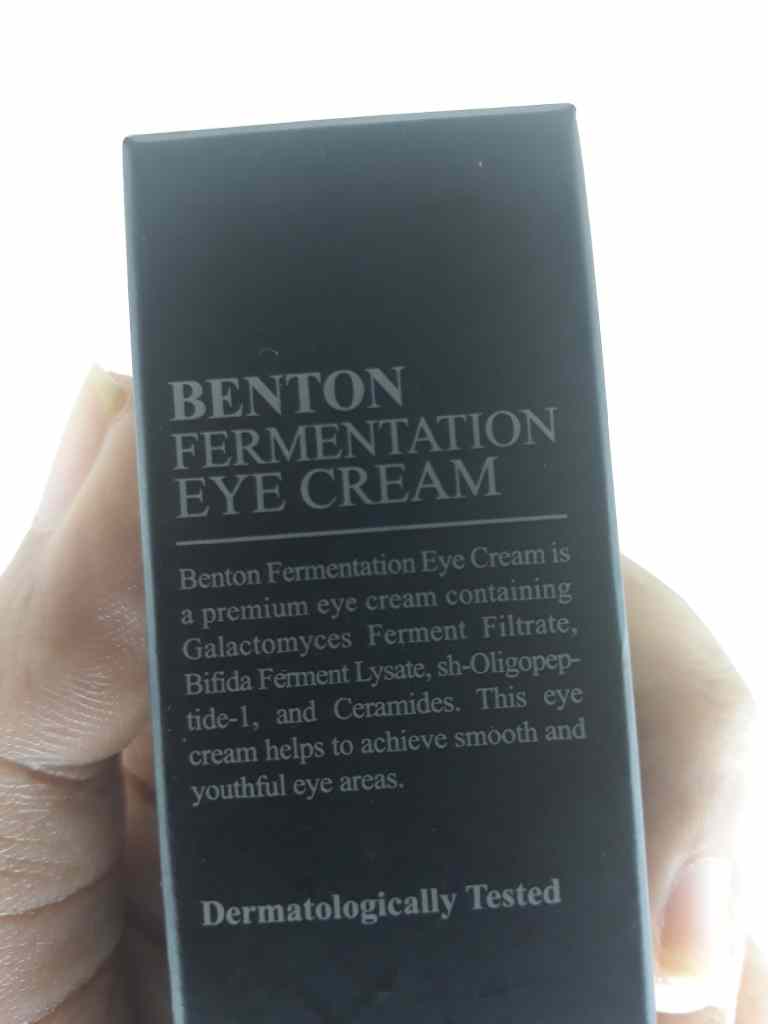 BENTON
FERMENTATION
EYE CREAM
Benton Fermentation Eye Cream is
a premium eye cream containing
Galactomyces Ferment Filtrate,
Bifida Ferment Lysate, sh-Oligopep-
tide-1, and Ceramides. This eye
cream helps to achieve smooth and
youthful eye areas.
Dermatologically Tested